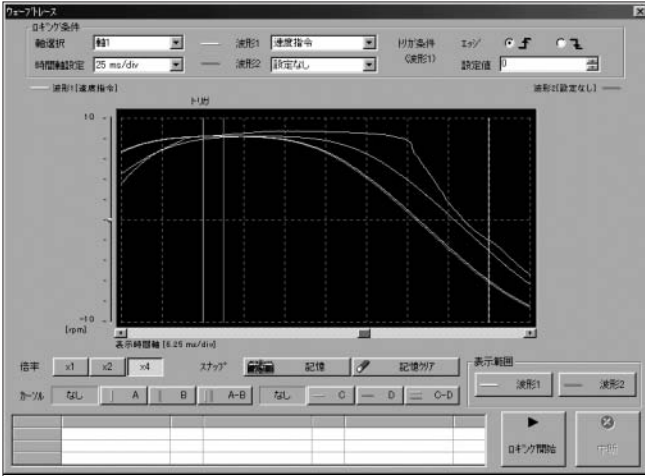 ウェーブトレース
ロギング条件
軸選択 軸1 波形1 速度指令 トリガ条件 エッジ
(波形1)
時間軸設定 25 ms/div 波形2 設定なし 設定値 0
波形1[速度指令] 波形2[設定なし]
トリガ
10
-10
[rpm]
表示時間軸 [6.25 ms/div]
倍率 x1 x2 x4 スナップ 記憶 記憶クリア 表示範囲
波形1 波形2
カーソル なし A B A-B なし C D C-D
ロギング開始 中断